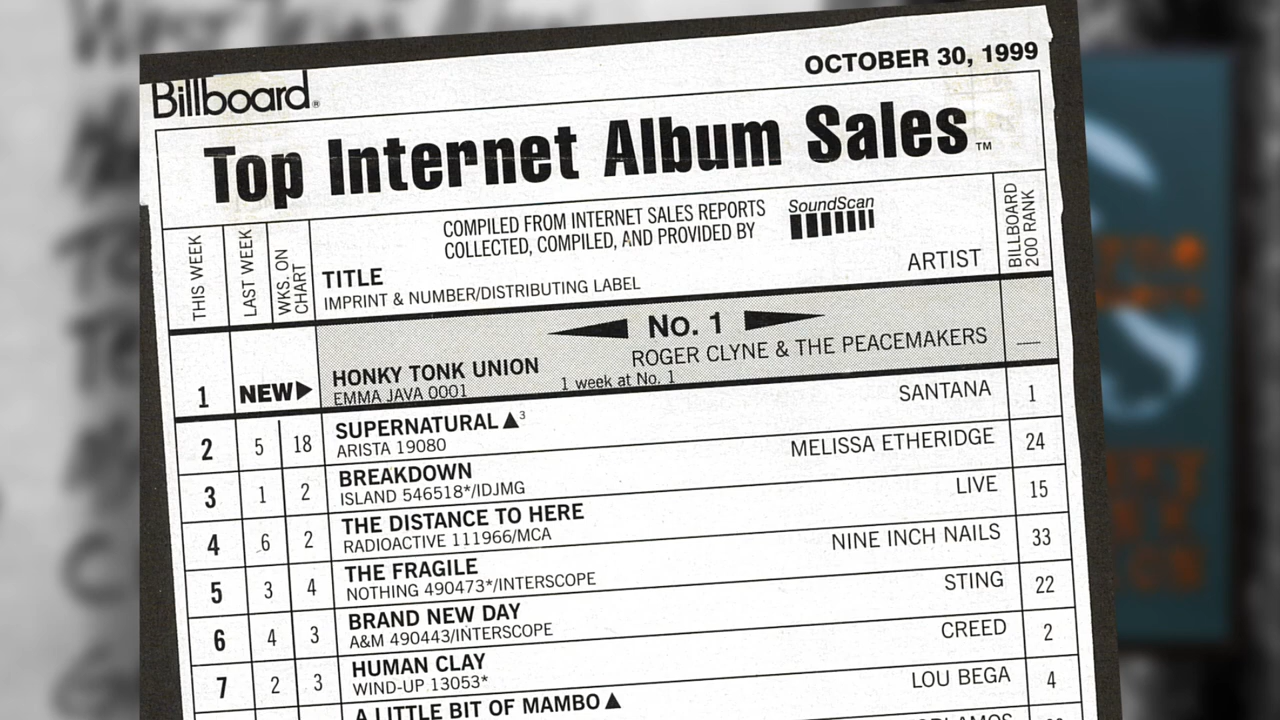 Billboard®
OCTOBER 30, 1999
Top Internet Album Sales™
THIS WEEK
LAST WEEK
WKS. ON
CHART
COMPILED FROM INTERNET SALES REPORTS
COLLECTED, COMPILED, AND PROVIDED BY
SoundScan
TITLE
IMPRINT & NUMBER/DISTRIBUTING LABEL
ARTIST
BILLBOARD
200 RANK
◄ No. 1 ►
1 NEW▶ HONKY TONK UNION ROGER CLYNE & THE PEACEMAKERS —
EMMA JAVA 0001 1 week at No. 1
2 5 18 SUPERNATURAL ▲3 SANTANA 1
ARISTA 19080
3 1 2 BREAKDOWN MELISSA ETHERIDGE 24
ISLAND 546518*/IDJMG
4 6 2 THE DISTANCE TO HERE LIVE 15
RADIOACTIVE 111966/MCA
5 3 4 THE FRAGILE NINE INCH NAILS 33
NOTHING 490473*/INTERSCOPE
6 4 3 BRAND NEW DAY STING 22
A&M 490443/INTERSCOPE
7 2 3 HUMAN CLAY CREED 2
WIND-UP 13053*
A LITTLE BIT OF MAMBO ▲ LOU BEGA 4